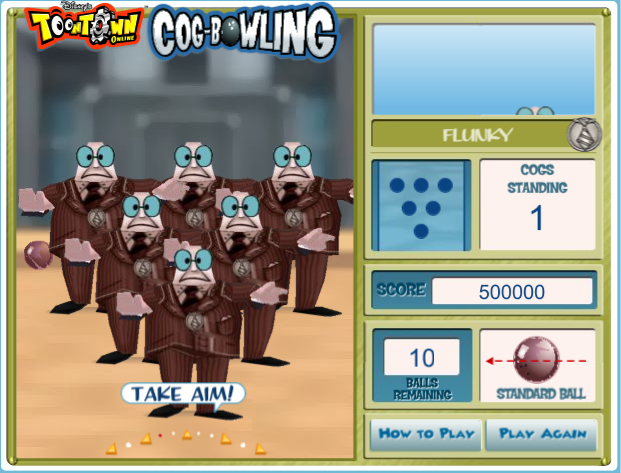 Disney's
TOONTOWN
ONLINE
COG-BOWLING
FLUNKY
COGS
STANDING
1
SCORE 500000
10
BALLS
REMAINING
STANDARD BALL
TAKE AIM!
HOW TO PLAY
PLAY AGAIN